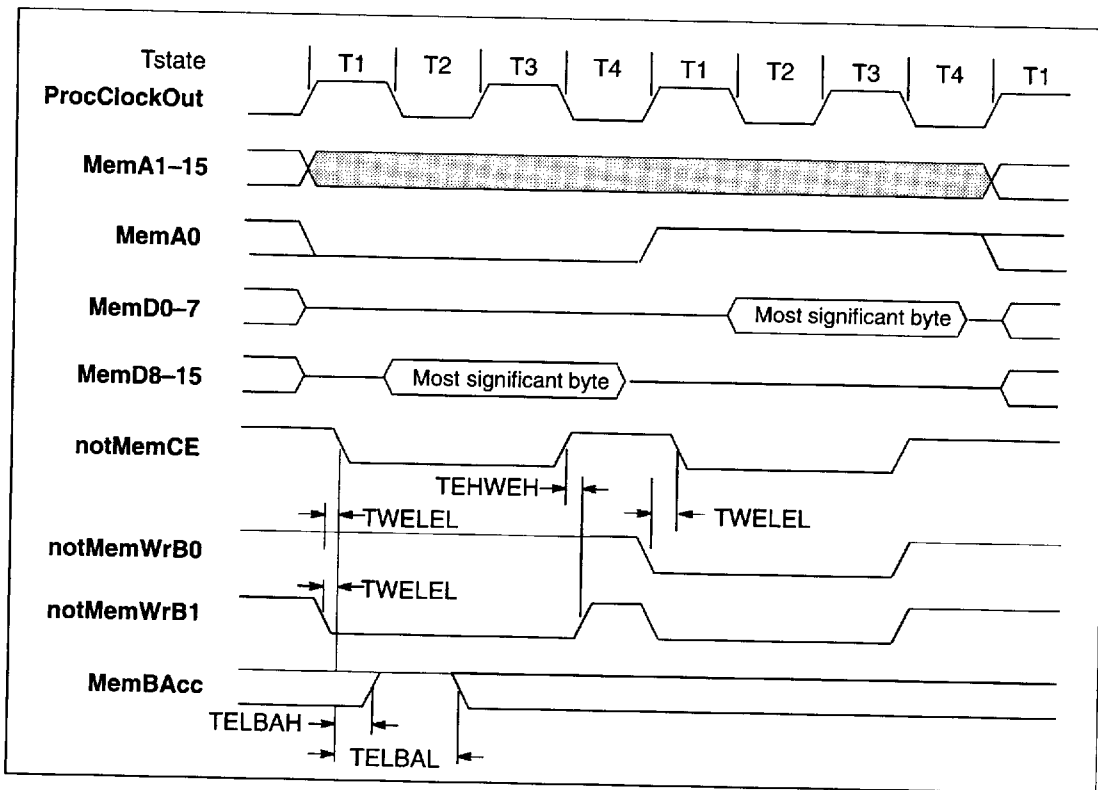 Tstate T1 T2 T3 T4 T1 T2 T3 T4 T1
ProcClockOut
MemA1–15
MemA0
MemD0–7 Most significant byte
MemD8–15 Most significant byte
notMemCE
TEHWEH
TWELEL TWELEL
notMemWrB0
TWELEL
notMemWrB1
MemBAcc
TELBAH
TELBAL